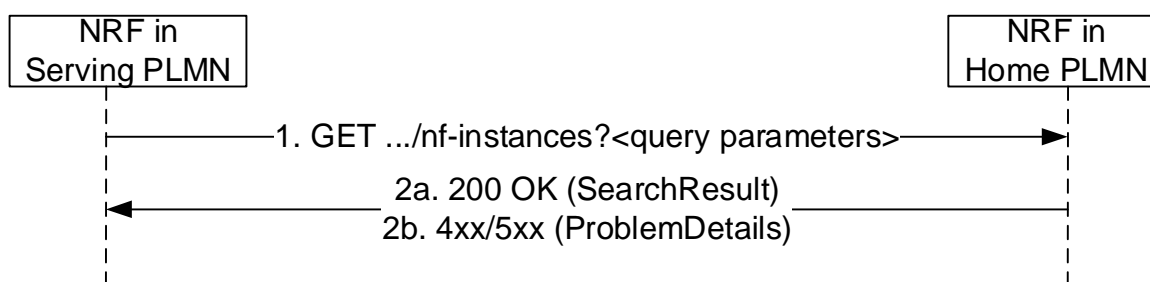 NRF in
Serving PLMN
NRF in
Home PLMN
1. GET .../nf-instances?<query parameters>
2a. 200 OK (SearchResult)
2b. 4xx/5xx (ProblemDetails)